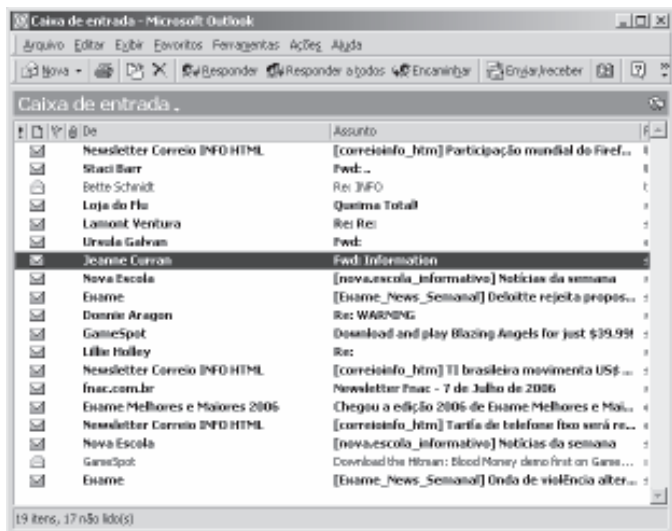 Caixa de entrada - Microsoft Outlook
Arquivo Editar Exibir Favoritos Ferramentas Ações Ajuda
Nova Responder Responder a todos Encaminhar Enviar/receber
Caixa de entrada .
De Assunto
Newsletter Correio INFO HTML [correioinfo_htm] Participação mundial do Firef...
Staci Barr Fwd: ..
Bette Schmidt Re: INFO
Loja do Flu Queima Total!
Lamont Ventura Re: Re:
Ursula Galvan Fwd:
Jeanne Curran Fwd: Information
Nova Escola [nova.escola_informativo] Notícias da semana
Exame [Exame_News_Semanal] Deloitte rejeita propos...
Donnie Aragon Re: WARNING
GameSpot Download and play Blazing Angels for just $39.99!
Lillie Holley Re:
Newsletter Correio INFO HTML [correioinfo_htm] TI brasileira movimenta US$ ...
fnac.com.br Newsletter Fnac - 7 de Julho de 2006
Exame Melhores e Maiores 2006 Chegou a edição 2006 de Exame Melhores e Mai...
Newsletter Correio INFO HTML [correioinfo_htm] Tarifa de telefone fixo será re...
Nova Escola [nova.escola_informativo] Notícias da semana
GameSpot Download the Hitman: Blood Money demo first on Game...
Exame [Exame_News_Semanal] Onda de violência alter...
19 itens, 17 não lido(s)